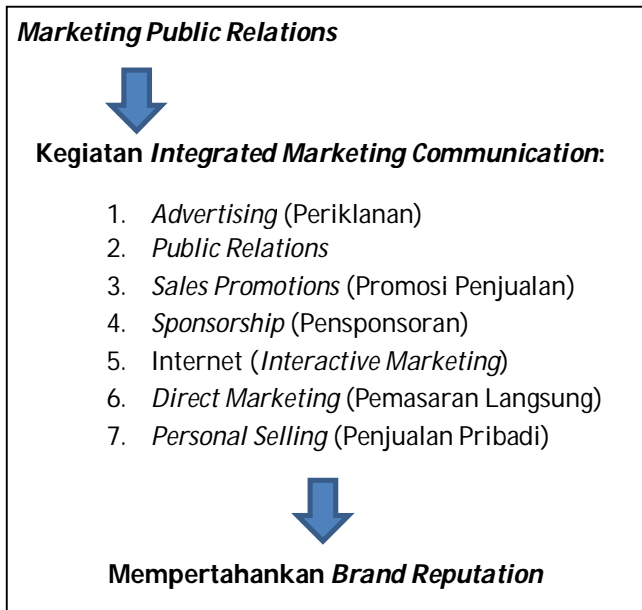 Marketing Public Relations
Kegiatan Integrated Marketing Communication:
1. Advertising (Periklanan)
2. Public Relations
3. Sales Promotions (Promosi Penjualan)
4. Sponsorship (Pensponsoran)
5. Internet (Interactive Marketing)
6. Direct Marketing (Pemasaran Langsung)
7. Personal Selling (Penjualan Pribadi)
Mempertahankan Brand Reputation